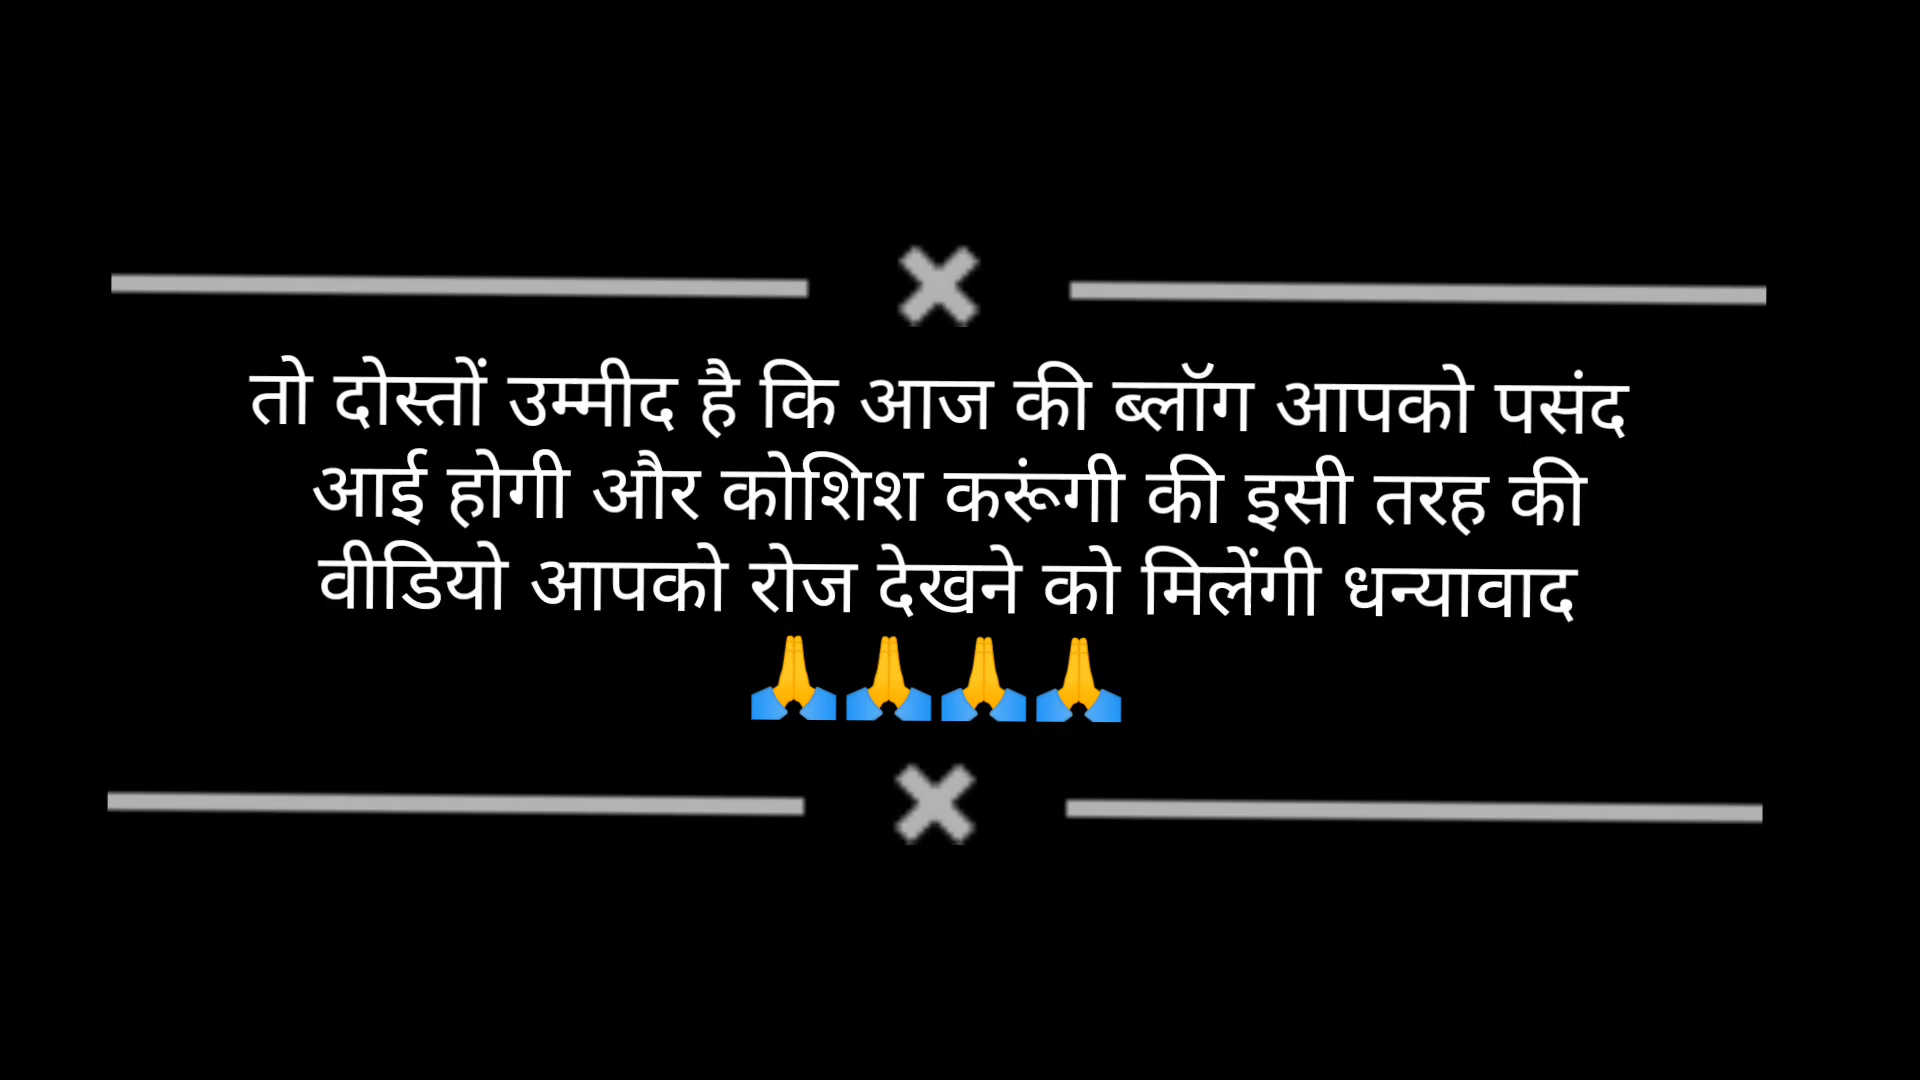 तो दोस्तों उम्मीद है कि आज की ब्लॉग आपको पसंद
आई होगी और कोशिश करूंगी की इसी तरह की
वीडियो आपको रोज देखने को मिलेंगी धन्यावाद
🙏🙏🙏🙏